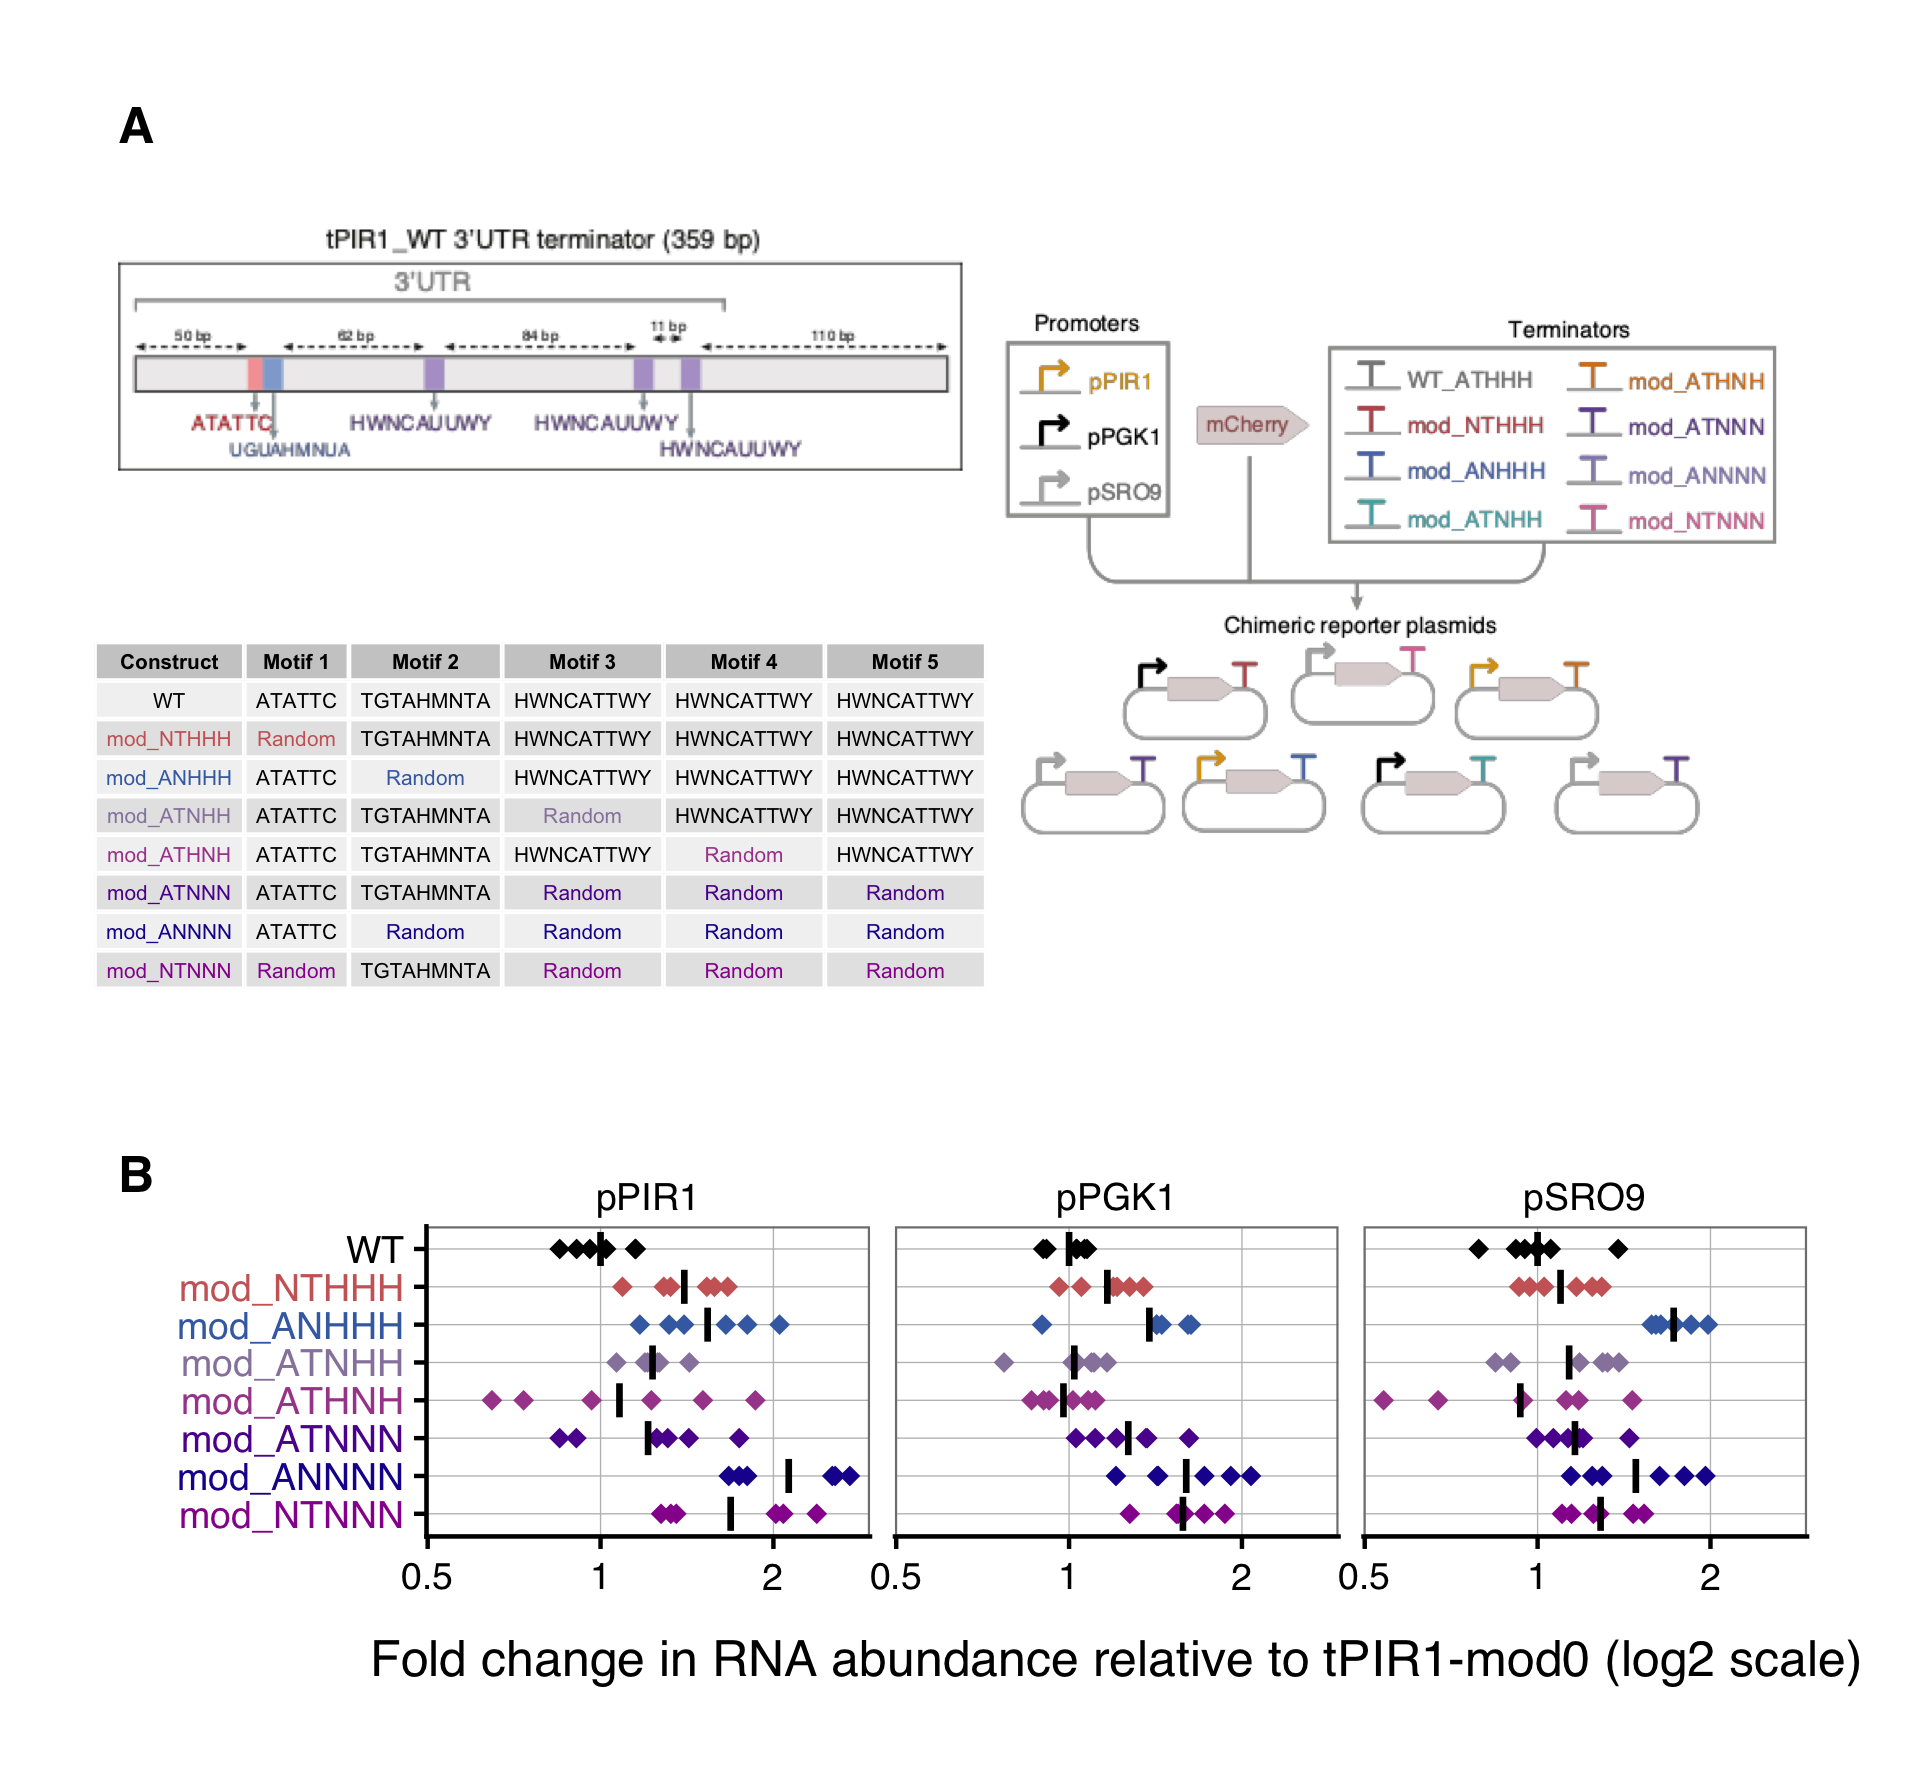 A
tPIR1_WT 3'UTR terminator (359 bp)
3'UTR
50 bp
62 bp
84 bp
11 bp
110 bp
ATATTC
HWNCAUUWY
HWNCAUUWY
UGUAHMNUA
HWNCAUUWY
Promoters
pPIR1
pPGK1
pSRO9
mCherry
Terminators
WT_ATHHH
mod_ATHNH
mod_NTHHH
mod_ATNNN
mod_ANHHH
mod_ANNNN
mod_ATNHH
mod_NTNNN
Chimeric reporter plasmids
Construct Motif 1 Motif 2 Motif 3 Motif 4 Motif 5
WT ATATTC TGTAHMNTA HWNCATTWY HWNCATTWY HWNCATTWY
mod_NTHHH Random TGTAHMNTA HWNCATTWY HWNCATTWY HWNCATTWY
mod_ANHHH ATATTC Random HWNCATTWY HWNCATTWY HWNCATTWY
mod_ATNHH ATATTC TGTAHMNTA Random HWNCATTWY HWNCATTWY
mod_ATHNH ATATTC TGTAHMNTA HWNCATTWY Random HWNCATTWY
mod_ATNNN ATATTC TGTAHMNTA Random Random Random
mod_ANNNN ATATTC Random Random Random Random
mod_NTNNN Random TGTAHMNTA Random Random Random
B
pPIR1 pPGK1 pSRO9
WT
mod_NTHHH
mod_ANHHH
mod_ATNHH
mod_ATHNH
mod_ATNNN
mod_ANNNN
mod_NTNNN
0.5 1 2 0.5 1 2 0.5 1 2
Fold change in RNA abundance relative to tPIR1-mod0 (log2 scale)